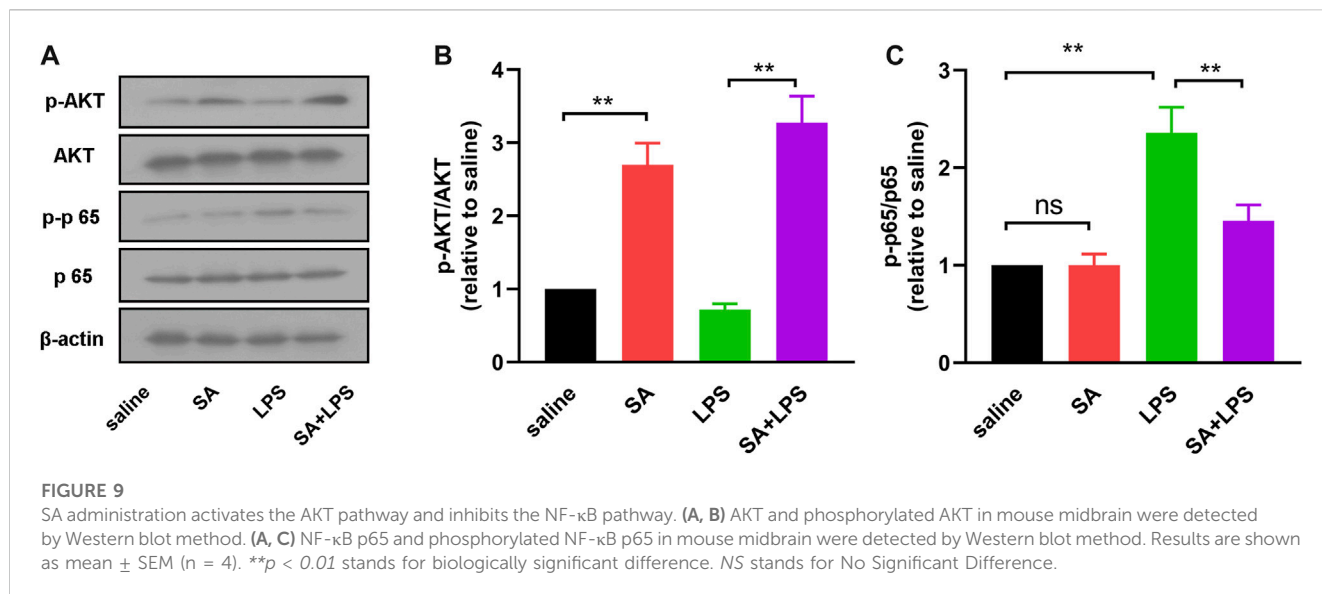 A
p-AKT
AKT
p-p 65
p 65
β-actin
saline
SA
LPS
SA+LPS
B
p-AKT/AKT
(relative to saline)
4
3
2
1
0
**
**
saline
SA
LPS
SA+LPS
C
p-p65/p65
(relative to saline)
3
2
1
0
**
**
ns
saline
SA
LPS
SA+LPS
FIGURE 9
SA administration activates the AKT pathway and inhibits the NF-κB pathway. (A, B) AKT and phosphorylated AKT in mouse midbrain were detected
by Western blot method. (A, C) NF-κB p65 and phosphorylated NF-κB p65 in mouse midbrain were detected by Western blot method. Results are shown
as mean ± SEM (n = 4). **p < 0.01 stands for biologically significant difference. NS stands for No Significant Difference.